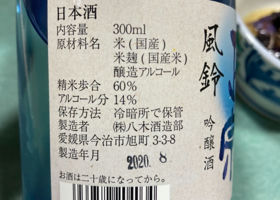 日本酒
内容量 300ml
原材料名 米(国産)
米麹(国産米)
醸造アルコール
精米歩合 60%
アルコール分 14%
保存方法 冷暗所で保管
製造者 ㈱八木酒造部
愛媛県今治市旭町3-3-8
製造年月 2020. 8
お酒は二十歳になってから。
風鈴
吟醸酒